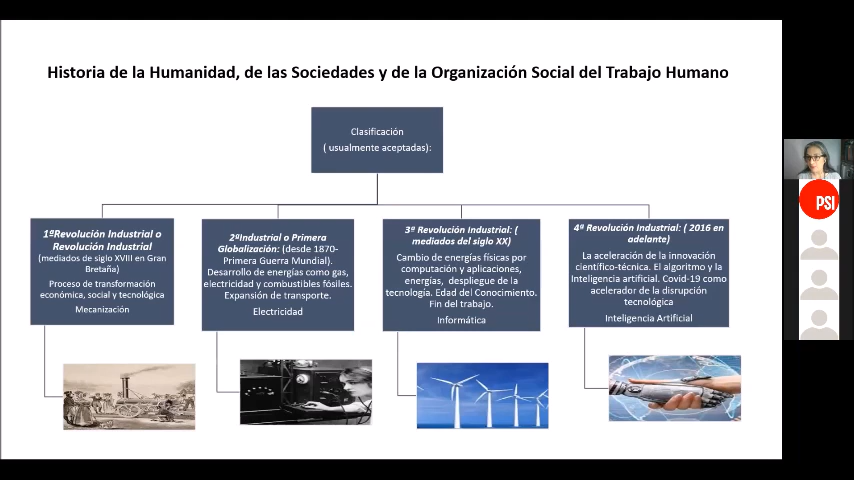 Historia de la Humanidad, de las Sociedades y de la Organización Social del Trabajo Humano
Clasificación
( usualmente aceptadas):
1ªRevolución Industrial o
Revolución Industrial
(mediados de siglo XVIII en Gran
Bretaña)
Proceso de transformación
económica, social y tecnológica
Mecanización
2ªIndustrial o Primera
Globalización: (desde 1870-
Primera Guerra Mundial).
Desarrollo de energías como gas,
electricidad y combustibles fósiles.
Expansión de transporte.
Electricidad
3ª Revolución Industrial: (
mediados del siglo XX)
Cambio de energías físicas por
computación y aplicaciones,
energías, despliegue de la
tecnología. Edad del Conocimiento.
Fin del trabajo.
Informática
4ª Revolución Industrial: ( 2016 en
adelante)
La aceleración de la innovación
científico-técnica. El algoritmo y la
Inteligencia artificial. Covid-19 como
acelerador de la disrupción
tecnológica
Inteligencia Artificial
PSI